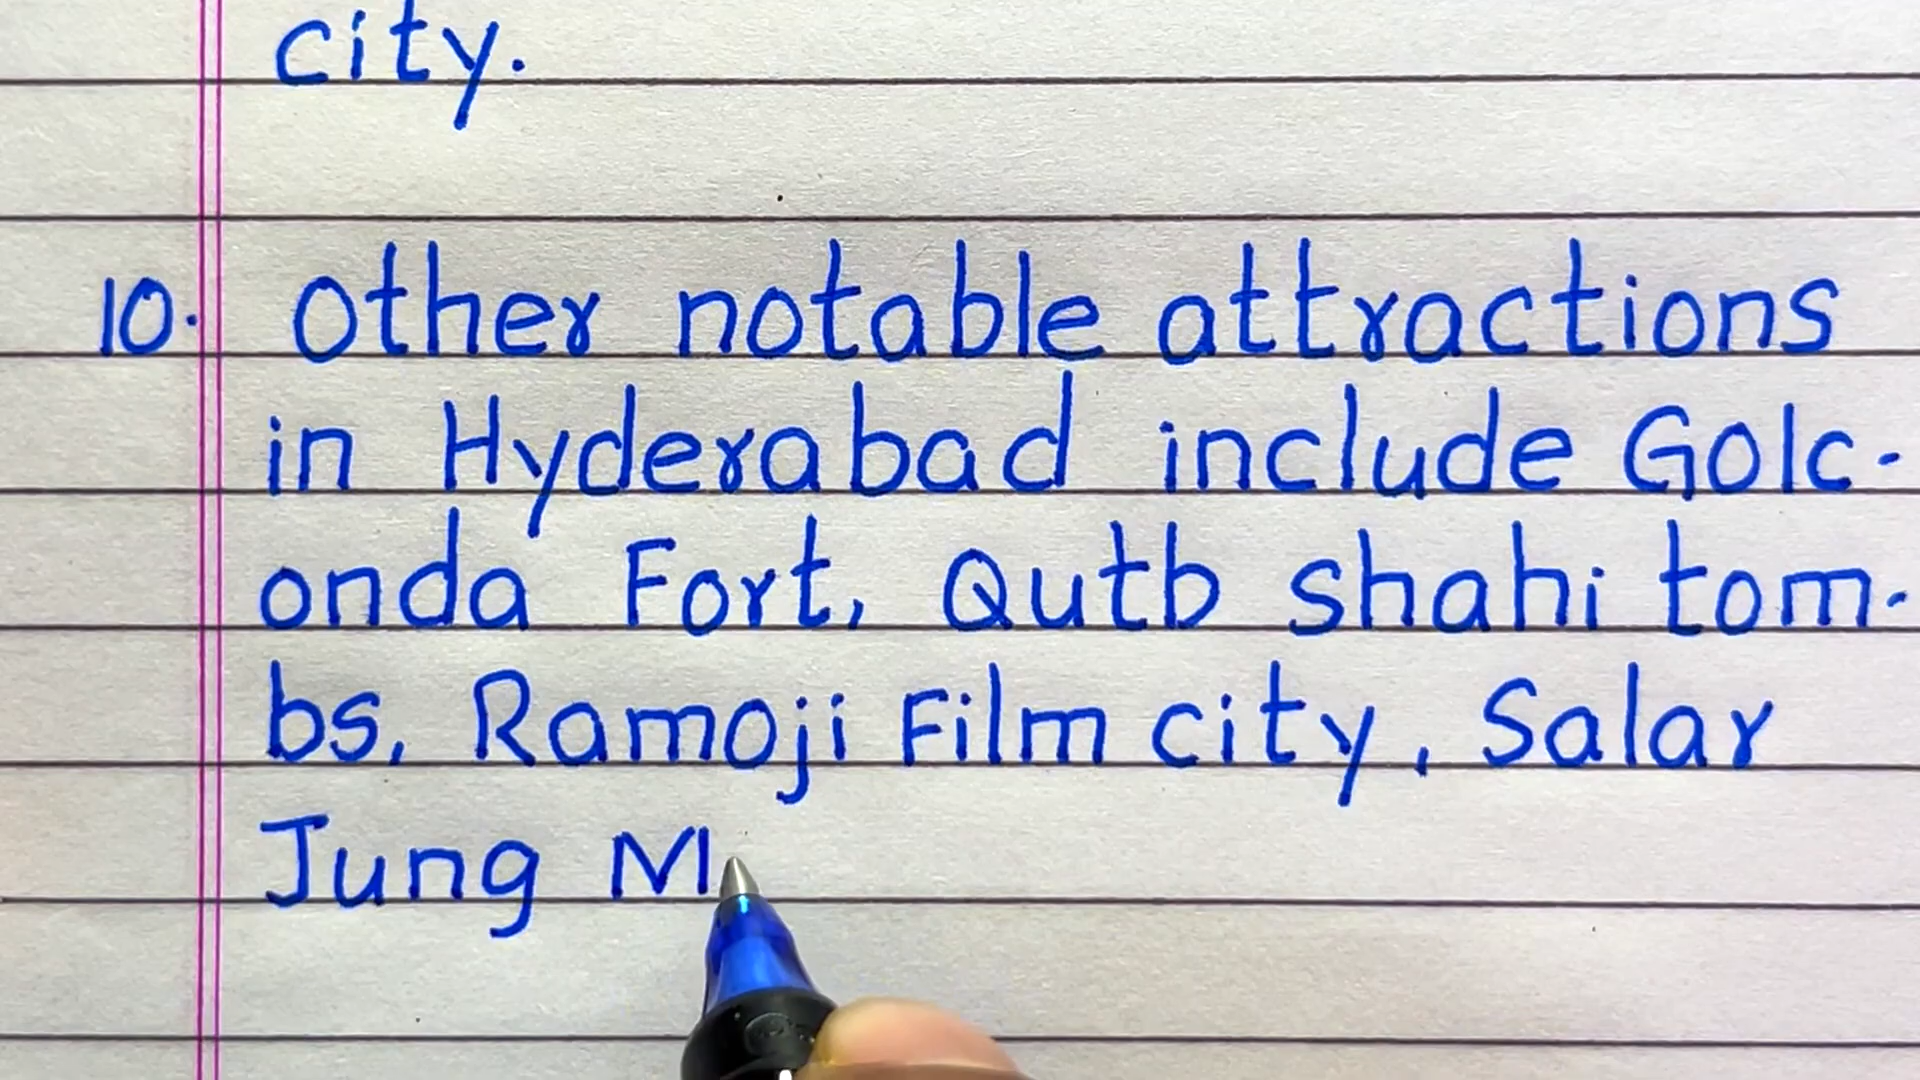 city.
10. Other notable attractions
in Hyderabad include Golc-
onda Fort, Qutb shahi tom-
bs, Ramoji Film city, Salar
Jung M